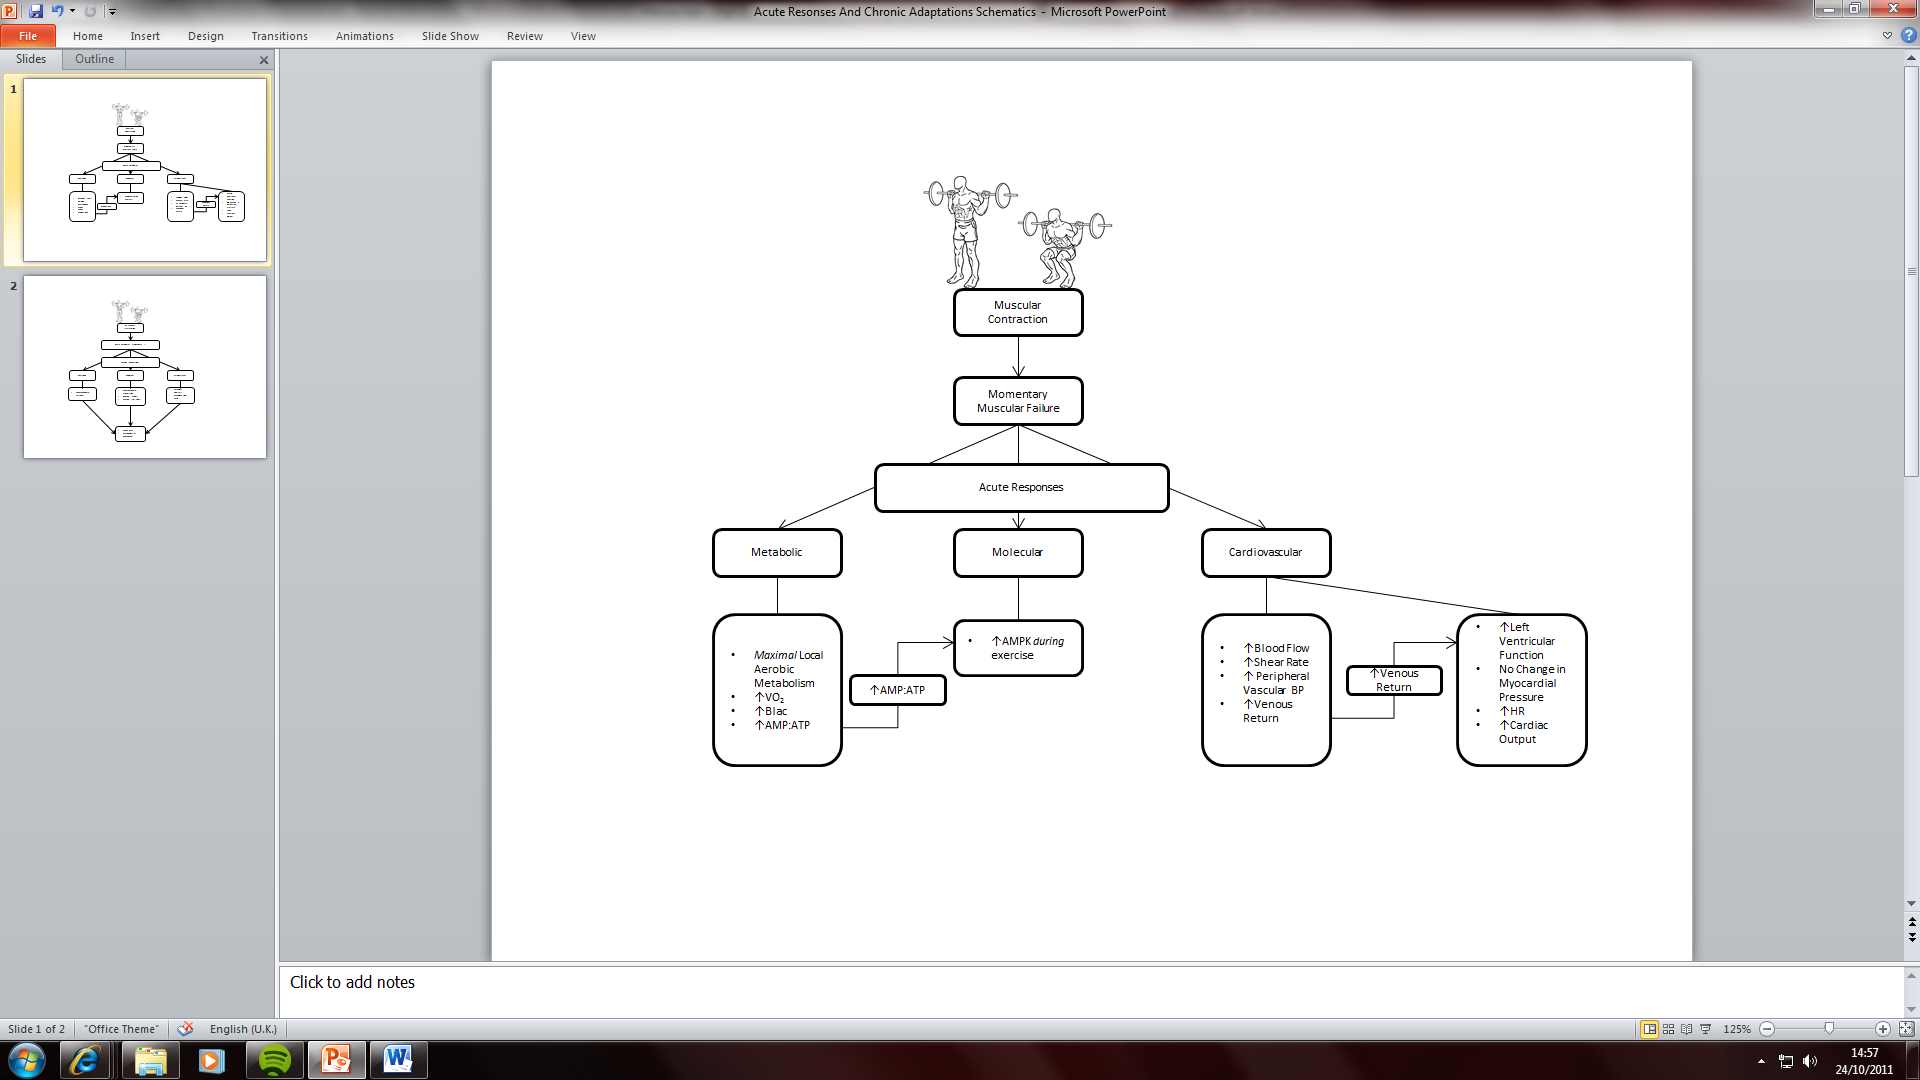 Acute Resonses And Chronic Adaptations Schematics - Microsoft PowerPoint
File Home Insert Design Transitions Animations Slide Show Review View
Slides Outline
1
2
Muscular
Contraction
Momentary
Muscular Failure
Acute Responses
Metabolic
Molecular
Cardiovascular
• Maximal Local
Aerobic
Metabolism
• ↑VO₂
• ↑Blac
• ↑AMP:ATP
↑AMP:ATP
• ↑AMPK during
exercise
• ↑Blood Flow
• ↑Shear Rate
• ↑ Peripheral
Vascular BP
• ↑Venous
Return
↑Venous
Return
• ↑Left
Ventricular
Function
• No Change in
Myocardial
Pressure
• ↑HR
• ↑Cardiac
Output
Click to add notes
Slide 1 of 2 "Office Theme" English (U.K.) 125%
14:57
24/10/2011